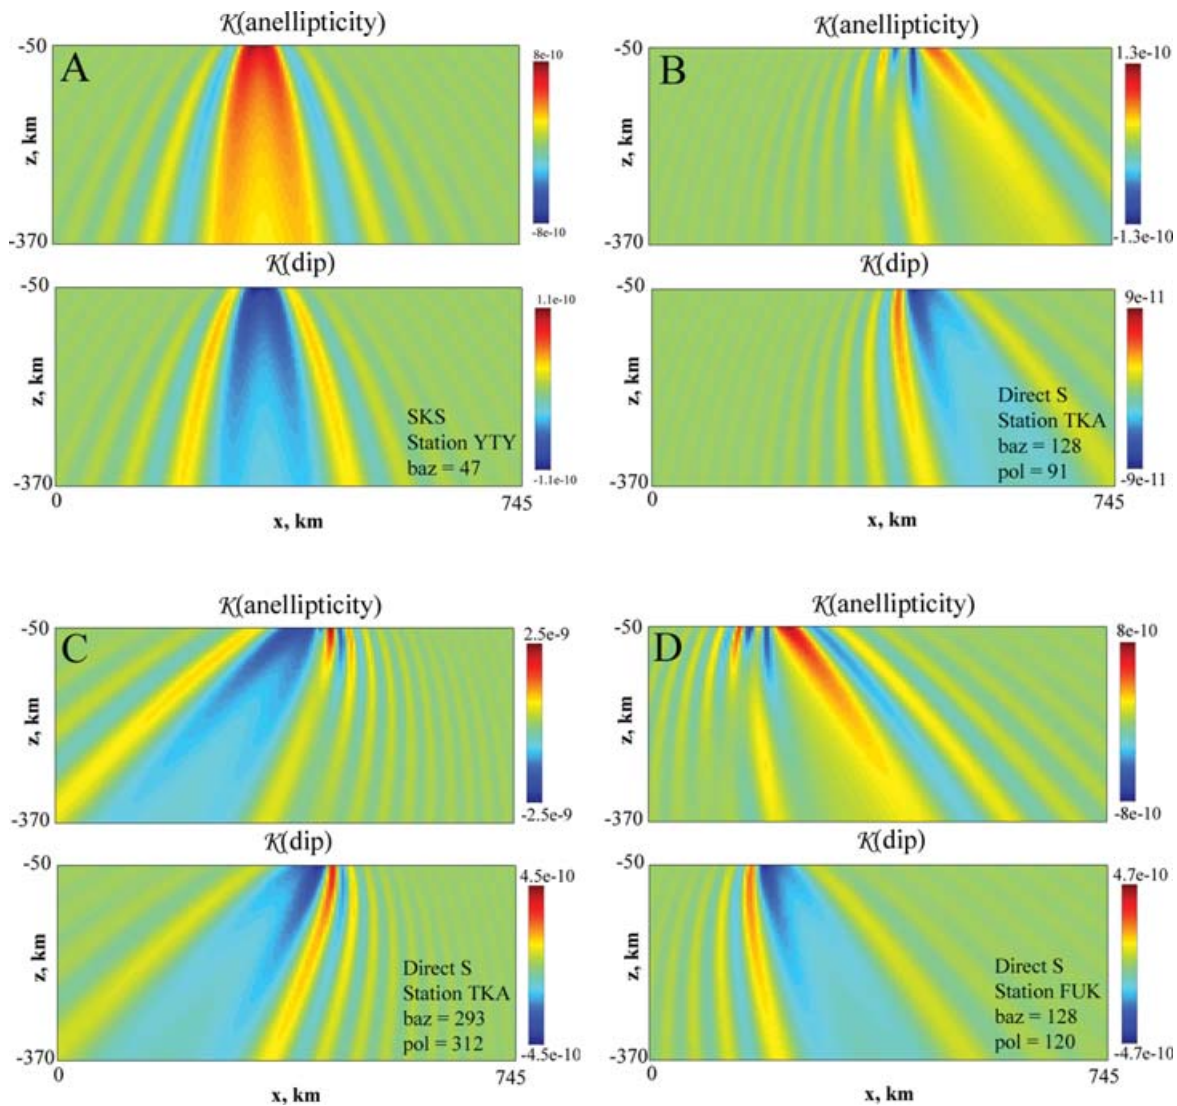 𝒦(anellipticity)
A
-50
z, km
-370
8e-10
-8e-10
𝒦(dip)
-50
z, km
-370
1.1e-10
-1.1e-10
SKS
Station YTY
baz = 47
0
745
x, km
𝒦(anellipticity)
B
-50
z, km
-370
1.3e-10
-1.3e-10
𝒦(dip)
-50
z, km
-370
9e-11
-9e-11
Direct S
Station TKA
baz = 128
pol = 91
0
745
x, km
𝒦(anellipticity)
C
-50
z, km
-370
2.5e-9
-2.5e-9
𝒦(dip)
-50
z, km
-370
4.5e-10
-4.5e-10
Direct S
Station TKA
baz = 293
pol = 312
0
745
x, km
𝒦(anellipticity)
D
-50
z, km
-370
8e-10
-8e-10
𝒦(dip)
-50
z, km
-370
4.7e-10
-4.7e-10
Direct S
Station FUK
baz = 128
pol = 120
0
745
x, km